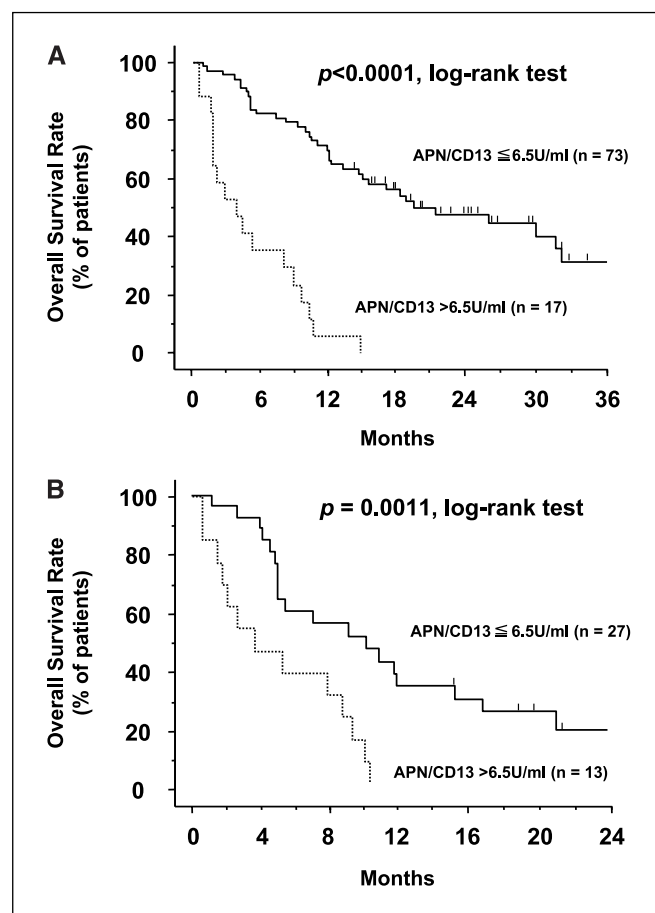 A
p<0.0001, log-rank test
APN/CD13 ≦6.5U/ml (n = 73)
APN/CD13 >6.5U/ml (n = 17)
Overall Survival Rate
(% of patients)
100
80
60
40
20
0
0 6 12 18 24 30 36
Months
B
p = 0.0011, log-rank test
APN/CD13 ≦ 6.5U/ml (n = 27)
APN/CD13 >6.5U/ml (n = 13)
Overall Survival Rate
(% of patients)
100
80
60
40
20
0
0 4 8 12 16 20 24
Months